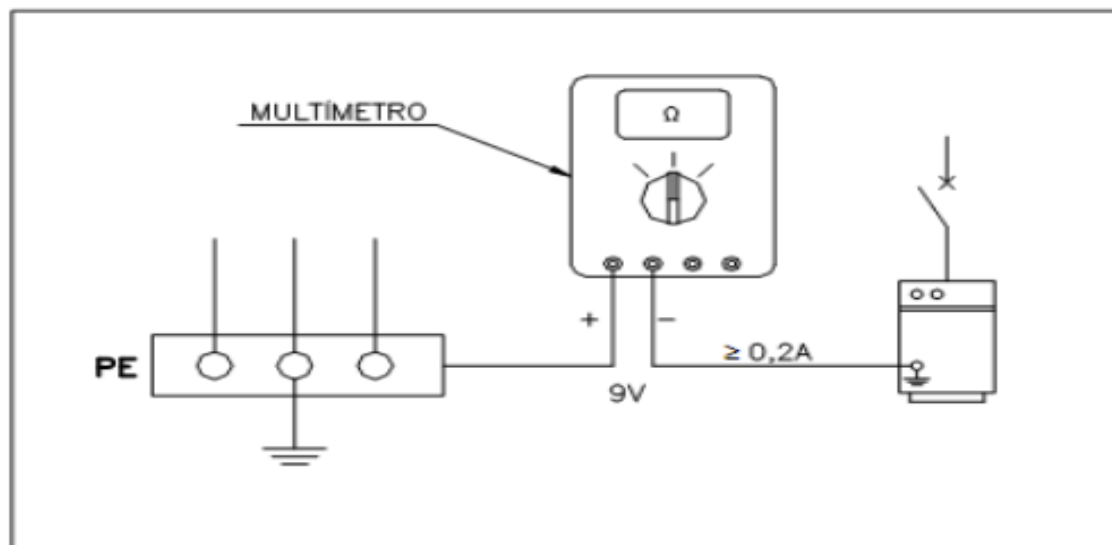 MULTÍMETRO
Ω
+
−
≥ 0,2A
PE
9V